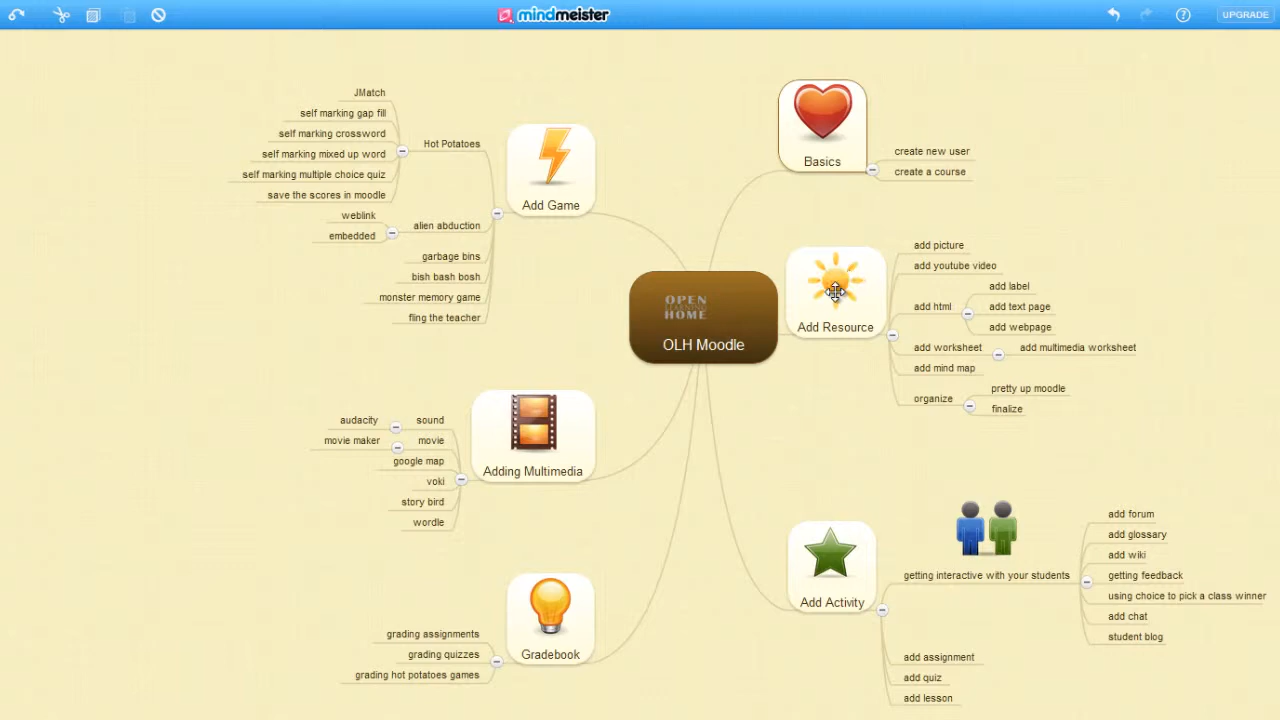 mindmeister
UPGRADE
JMatch
self marking gap fill
self marking crossword
self marking mixed up word
self marking multiple choice quiz
save the scores in moodle
Hot Potatoes
weblink
embedded
alien abduction
garbage bins
bish bash bosh
monster memory game
fling the teacher
Add Game
Basics
create new user
create a course
OPEN
LEARNING
HOME
OLH Moodle
Add Resource
add picture
add youtube video
add html
add label
add text page
add webpage
add worksheet
add multimedia worksheet
add mind map
organize
pretty up moodle
finalize
audacity
sound
movie maker
movie
google map
voki
story bird
wordle
Adding Multimedia
grading assignments
grading quizzes
grading hot potatoes games
Gradebook
Add Activity
getting interactive with your students
add forum
add glossary
add wiki
getting feedback
using choice to pick a class winner
add chat
student blog
add assignment
add quiz
add lesson